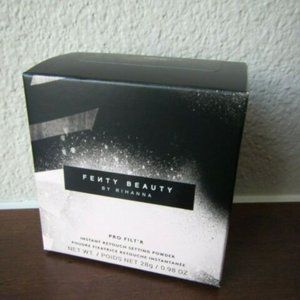 FEИTY BEAUTY
BY RIHANNA
PRO FILT'R
INSTANT RETOUCH SETTING POWDER
POUDRE FIXATRICE RETOUCHE INSTANTANÉE
NET WT. / POIDS NET 28g / 0.98 OZ